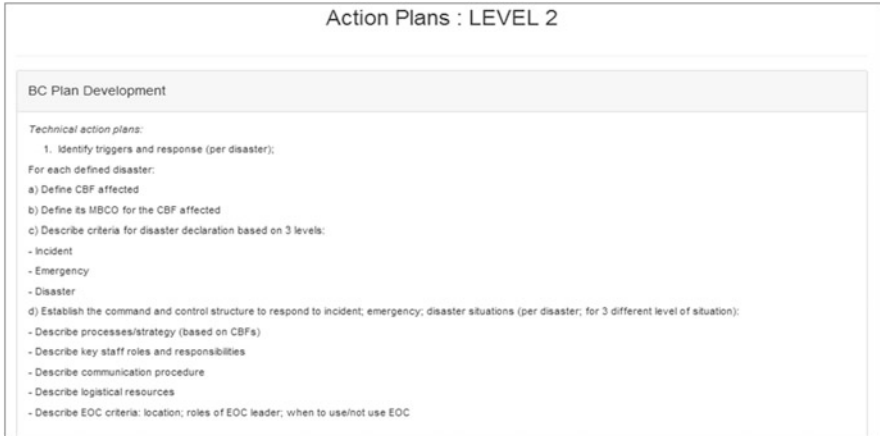 Action Plans : LEVEL 2
BC Plan Development
Technical action plans:
1. Identify triggers and response (per disaster);
For each defined disaster:
a) Define CBF affected
b) Define its MBCO for the CBF affected
c) Describe criteria for disaster declaration based on 3 levels:
- Incident
- Emergency
- Disaster
d) Establish the command and control structure to respond to incident; emergency; disaster situations (per disaster; for 3 different level of situation):
- Describe processes/strategy (based on CBFs)
- Describe key staff roles and responsibilities
- Describe communication procedure
- Describe logistical resources
- Describe EOC criteria: location; roles of EOC leader; when to use/not use EOC